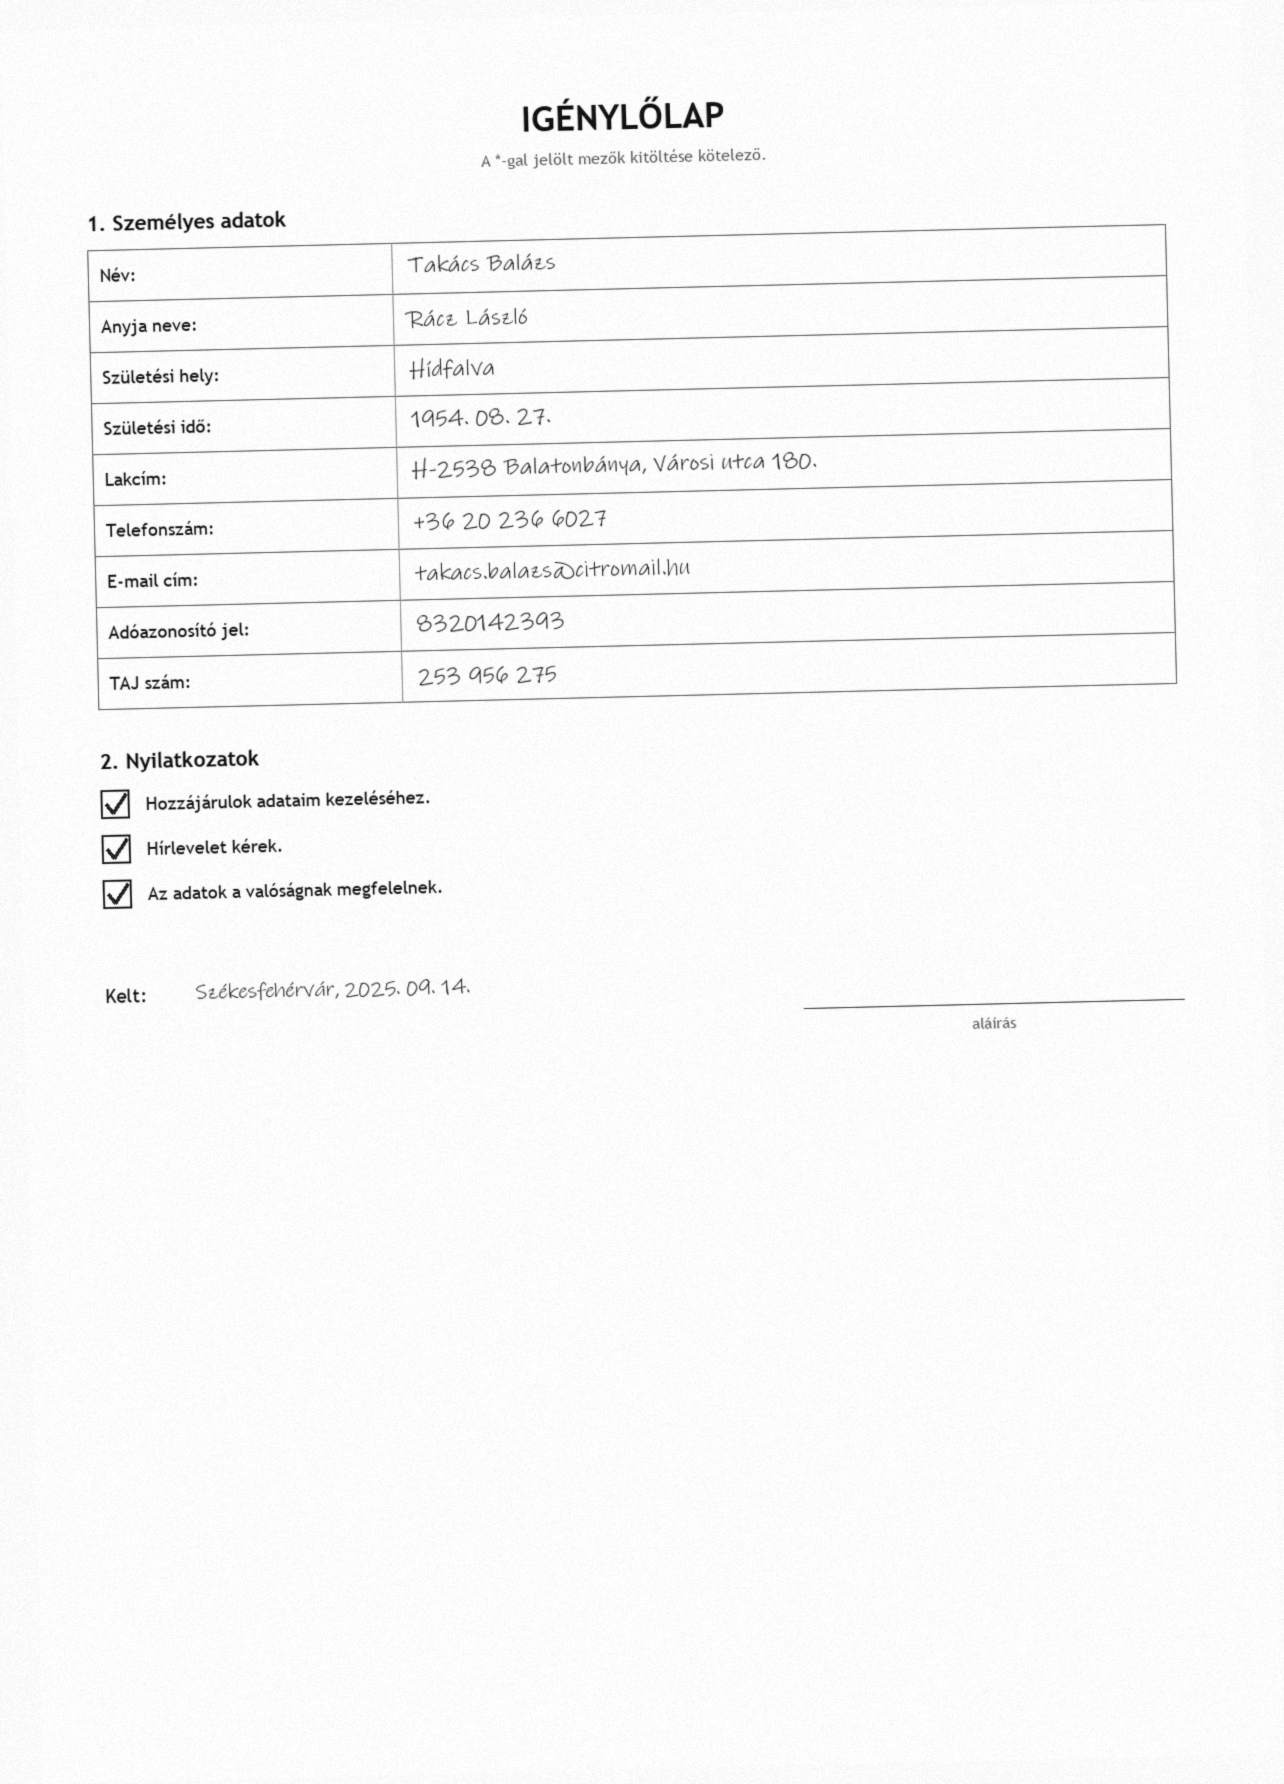 IGÉNYLŐLAP
A *-gal jelölt mezők kitöltése kötelező.
1. Személyes adatok
Név: Takács Balázs
Anyja neve: Rácz László
Születési hely: Hídfalva
Születési idő: 1954. 08. 27.
Lakcím: H-2538 Balatonbánya, Városi utca 180.
Telefonszám: +36 20 236 6027
E-mail cím: takacs.balazs@citromail.hu
Adóazonosító jel: 8320142393
TAJ szám: 253 956 275
2. Nyilatkozatok
Hozzájárulok adataim kezeléséhez.
Hírlevelet kérek.
Az adatok a valóságnak megfelelnek.
Kelt: Székesfehérvár, 2025. 09. 14.
aláírás